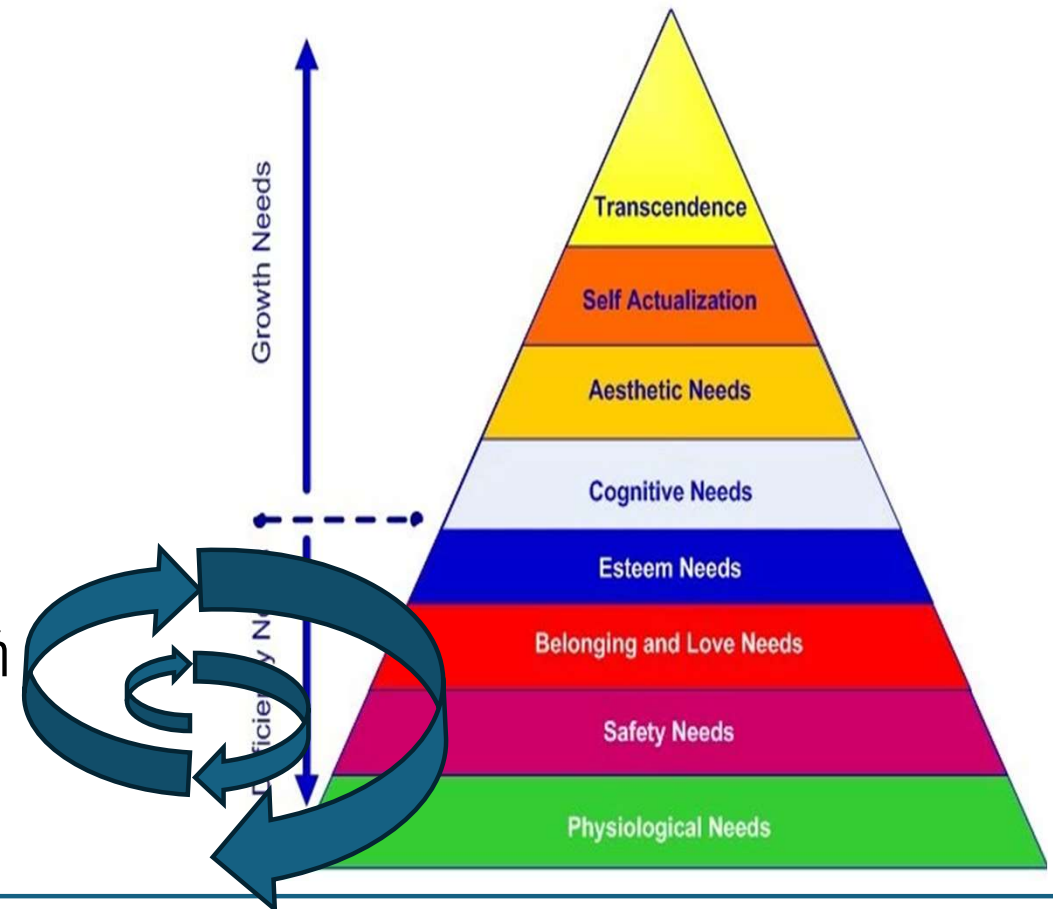 Growth Needs
Transcendence
Self Actualization
Aesthetic Needs
Cognitive Needs
Esteem Needs
Belonging and Love Needs
Safety Needs
Physiological Needs